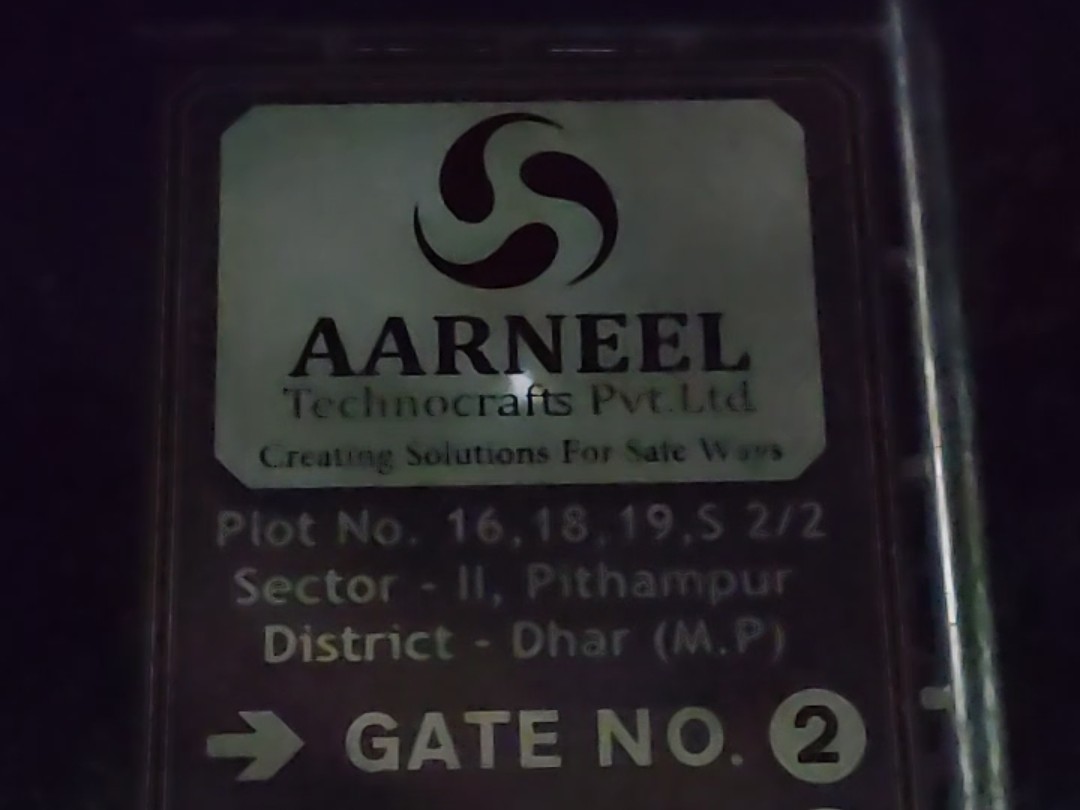 AARNEEL
Technocrafts Pvt.Ltd.
Creating Solutions For Safe Ways
Plot No. 16,18,19,S 2/2
Sector - II, Pithampur
District - Dhar (M.P)
→ GATE NO. 2